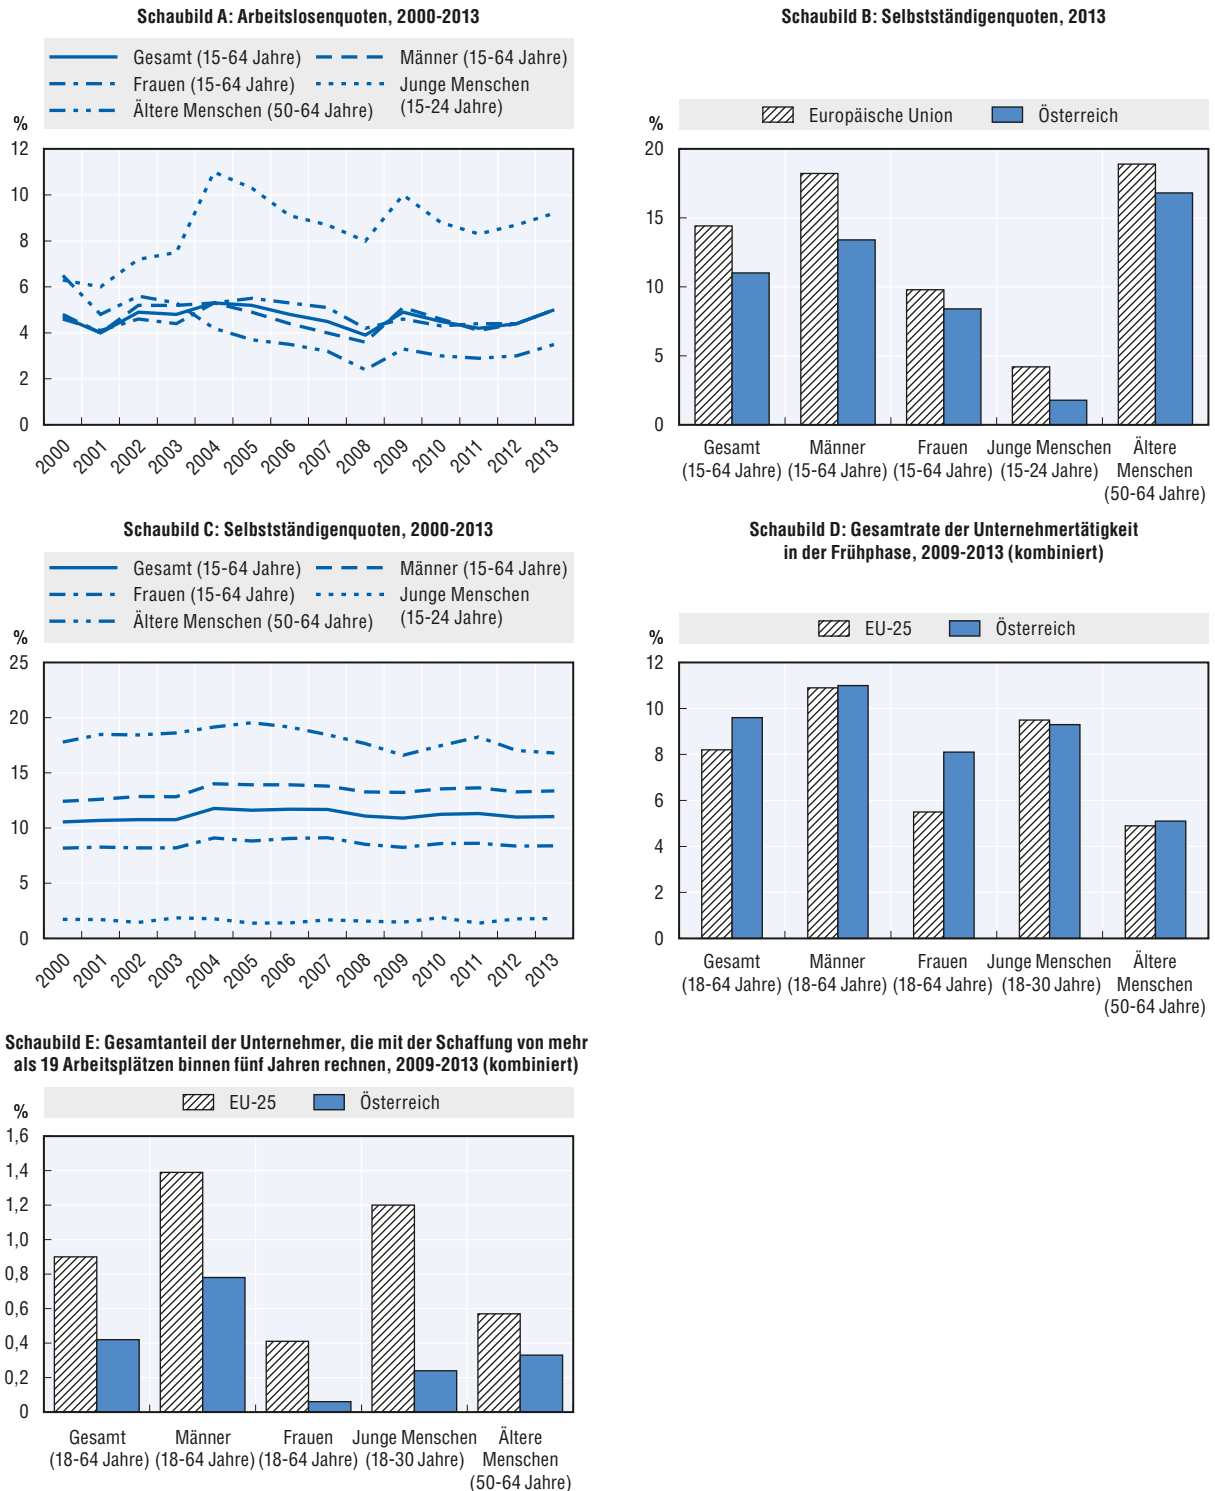 Schaubild A: Arbeitslosenquoten, 2000-2013
Gesamt (15-64 Jahre)
Männer (15-64 Jahre)
Frauen (15-64 Jahre)
Junge Menschen
(15-24 Jahre)
Ältere Menschen (50-64 Jahre)
%
12
10
8
6
4
2
0
2000 2001 2002 2003 2004 2005 2006 2007 2008 2009 2010 2011 2012 2013
Schaubild B: Selbstständigenquoten, 2013
Europäische Union
Österreich
%
20
15
10
5
0
Gesamt Männer Frauen Junge Menschen Ältere
(15-64 Jahre) (15-64 Jahre) (15-64 Jahre) (15-24 Jahre) Menschen
(50-64 Jahre)
Schaubild C: Selbstständigenquoten, 2000-2013
Gesamt (15-64 Jahre)
Männer (15-64 Jahre)
Frauen (15-64 Jahre)
Junge Menschen
(15-24 Jahre)
Ältere Menschen (50-64 Jahre)
%
25
20
15
10
5
0
2000 2001 2002 2003 2004 2005 2006 2007 2008 2009 2010 2011 2012 2013
Schaubild D: Gesamtrate der Unternehmertätigkeit
in der Frühphase, 2009-2013 (kombiniert)
EU-25
Österreich
%
12
10
8
6
4
2
0
Gesamt Männer Frauen Junge Menschen Ältere
(18-64 Jahre) (18-64 Jahre) (18-64 Jahre) (18-30 Jahre) Menschen
(50-64 Jahre)
Schaubild E: Gesamtanteil der Unternehmer, die mit der Schaffung von mehr
als 19 Arbeitsplätzen binnen fünf Jahren rechnen, 2009-2013 (kombiniert)
EU-25
Österreich
%
1,6
1,4
1,2
1,0
0,8
0,6
0,4
0,2
0
Gesamt Männer Frauen Junge Menschen Ältere
(18-64 Jahre) (18-64 Jahre) (18-64 Jahre) (18-30 Jahre) Menschen
(50-64 Jahre)